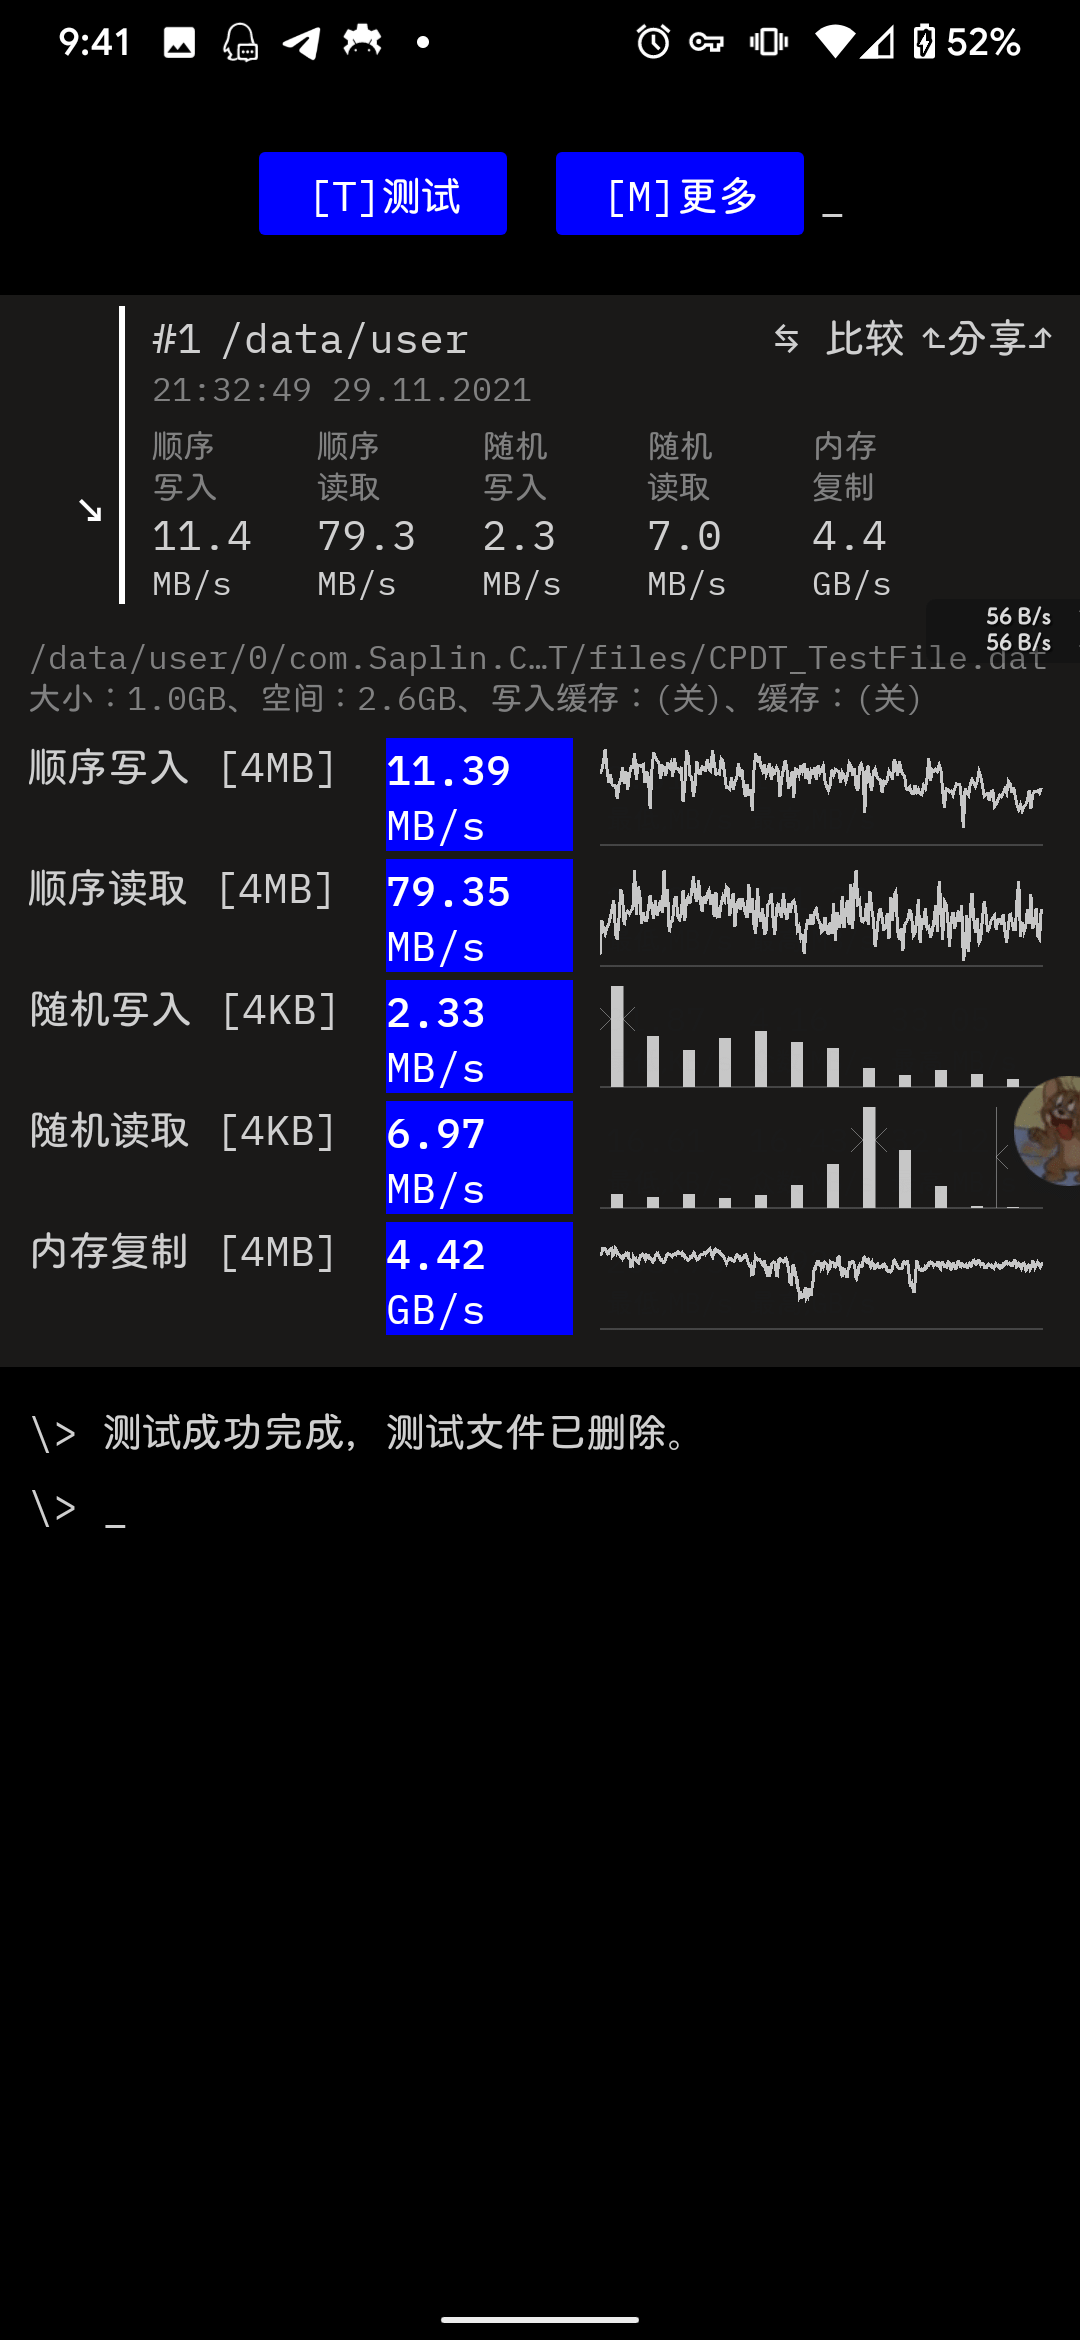 9:41 52%
[T]测试 [M]更多 _
#1 /data/user ⇆ 比较 分享
21:32:49 29.11.2021
顺序 顺序 随机 随机 内存
写入 读取 写入 读取 复制
11.4 79.3 2.3 7.0 4.4
MB/s MB/s MB/s MB/s GB/s
56 B/s
56 B/s
/data/user/0/com.Saplin.C…T/files/CPDT_TestFile.dat
大小：1.0GB、空间：2.6GB、写入缓存：(关)、缓存：(关)
顺序写入 [4MB] 11.39
MB/s
顺序读取 [4MB] 79.35
MB/s
随机写入 [4KB] 2.33
MB/s
随机读取 [4KB] 6.97
MB/s
内存复制 [4MB] 4.42
GB/s
\> 测试成功完成，测试文件已删除。
\> _